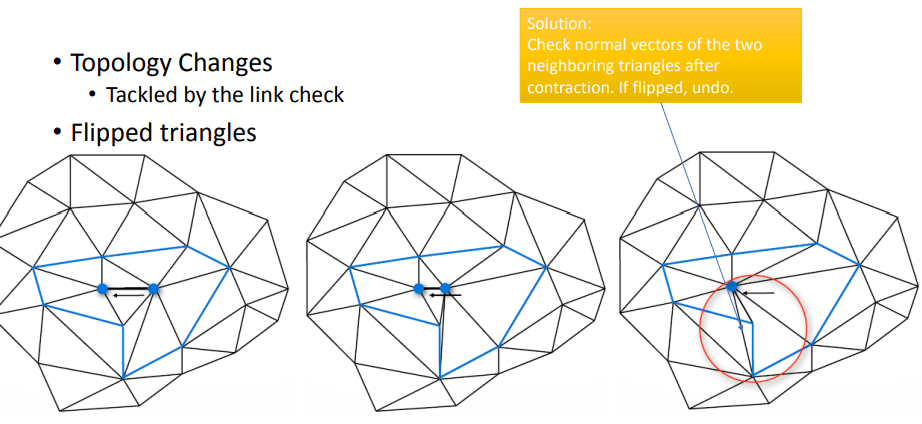 Solution:
Check normal vectors of the two
neighboring triangles after
contraction. If flipped, undo.
• Topology Changes
• Tackled by the link check
• Flipped triangles